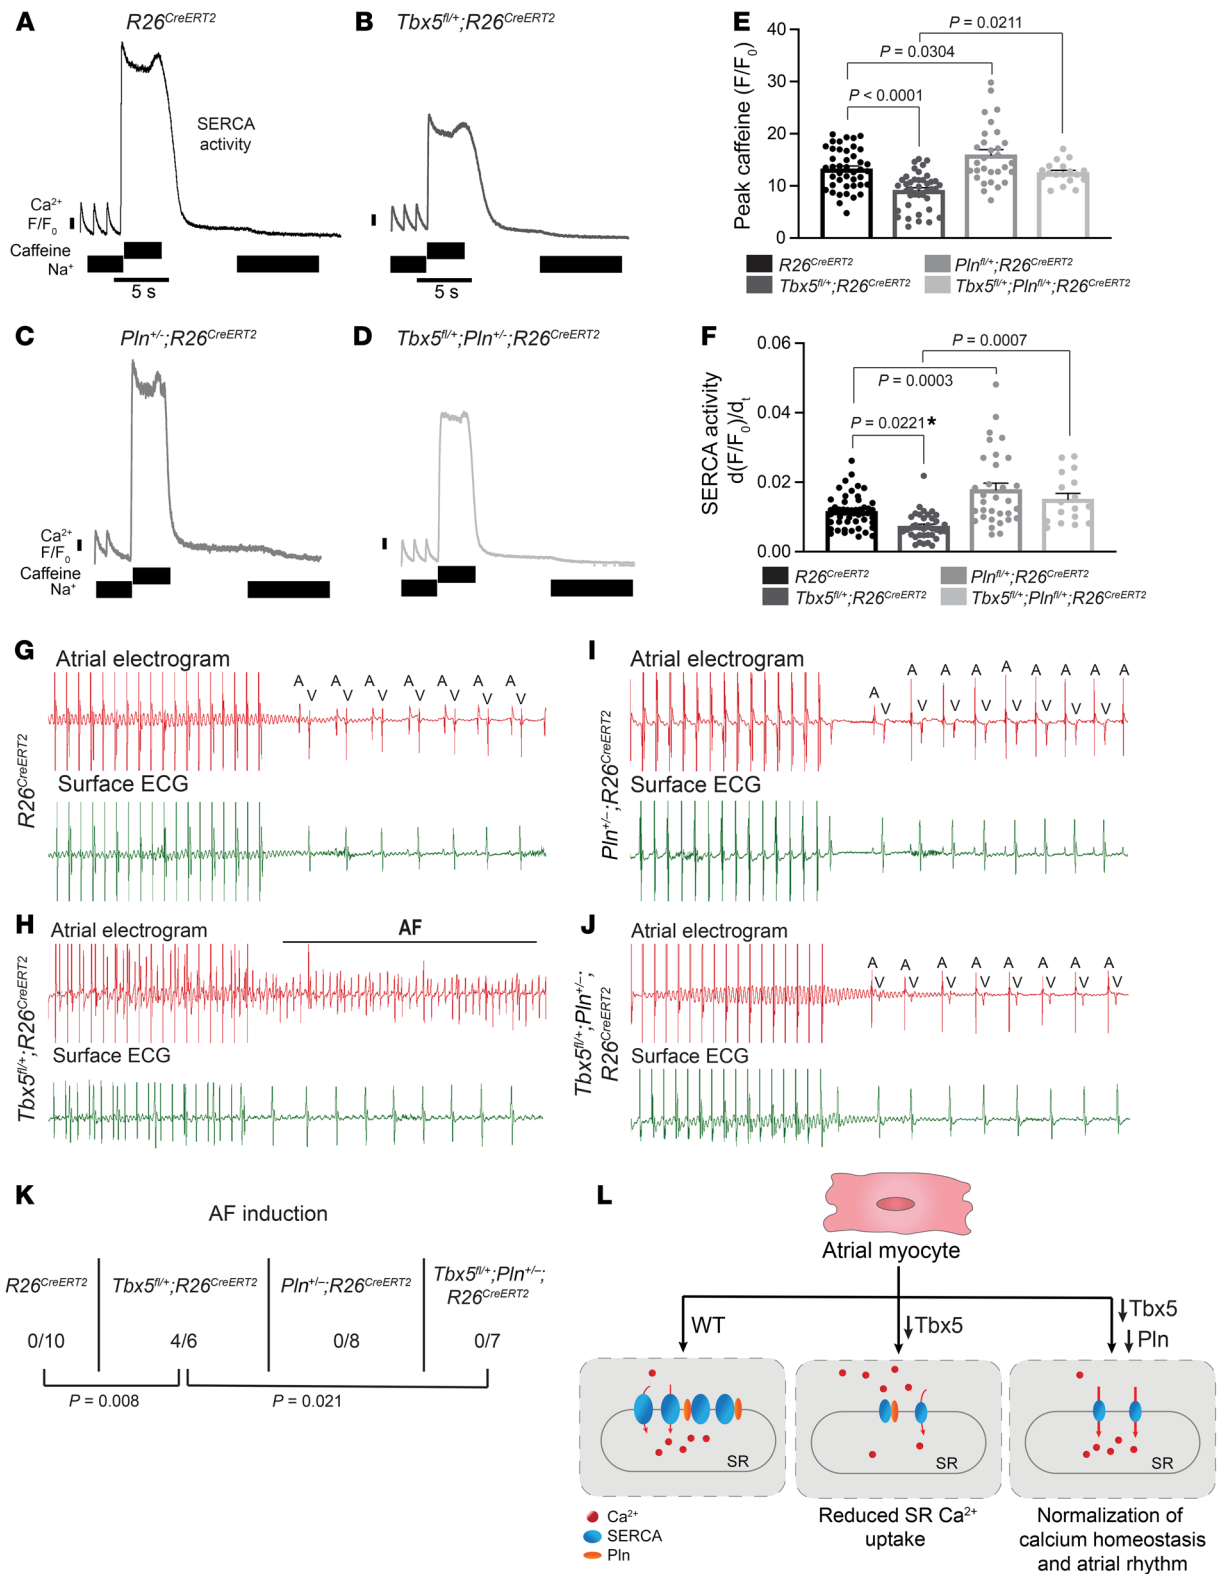 A
R26CreERT2
SERCA
activity
Ca2+
F/F0
Caffeine
Na+
5 s
B
Tbx5fl/+;R26CreERT2
5 s
C
Pln+/-;R26CreERT2
Ca2+
F/F0
Caffeine
Na+
D
Tbx5fl/+;Pln+/-;R26CreERT2
E
Peak caffeine (F/F0)
40
30
20
10
0
P = 0.0211
P = 0.0304
P < 0.0001
R26CreERT2
Plnfl/+;R26CreERT2
Tbx5fl/+;R26CreERT2
Tbx5fl/+;Plnfl/+;R26CreERT2
F
SERCA activity
d(F/F0)/dt
0.06
0.04
0.02
0.00
P = 0.0007
P = 0.0003
P = 0.0221*
R26CreERT2
Plnfl/+;R26CreERT2
Tbx5fl/+;R26CreERT2
Tbx5fl/+;Plnfl/+;R26CreERT2
G
R26CreERT2
Atrial electrogram
A A A A A A A
V V V V V V V
Surface ECG
H
Tbx5fl/+;R26CreERT2
Atrial electrogram
AF
Surface ECG
I
Pln+/–;R26CreERT2
Atrial electrogram
A A A A A A A A A
V V V V V V V V
Surface ECG
J
Tbx5fl/+;Pln+/–;
R26CreERT2
Atrial electrogram
A A A A A A A A
V V V V V V V V
Surface ECG
K
AF induction
R26CreERT2
Tbx5fl/+;R26CreERT2
Pln+/–;R26CreERT2
Tbx5fl/+;Pln+/–;
R26CreERT2
0/10
4/6
0/8
0/7
P = 0.008
P = 0.021
L
Atrial myocyte
WT
↓Tbx5
↓Tbx5
↓Pln
SR
SR
SR
Ca2+
SERCA
Pln
Reduced SR Ca2+
uptake
Normalization of
calcium homeostasis
and atrial rhythm